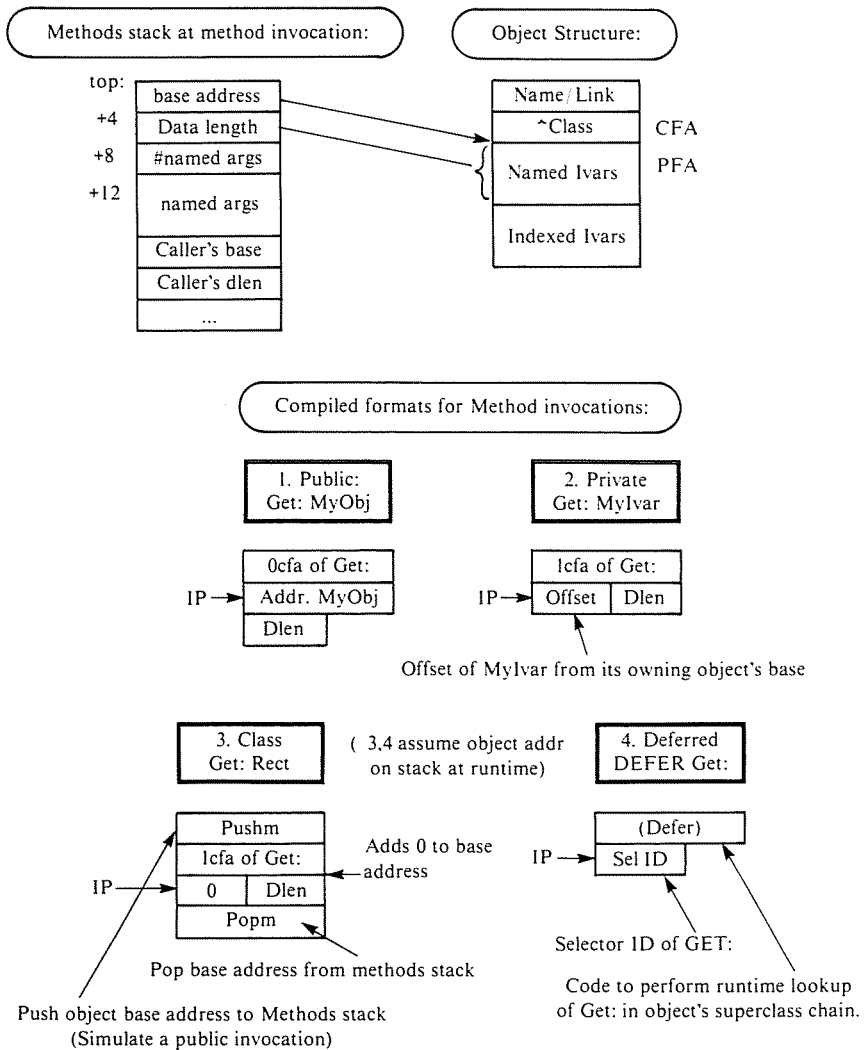 Methods stack at method invocation:
Object Structure:
top:
base address
+4
Data length
+8
#named args
+12
named args
Caller's base
Caller's dlen
...
Name/Link
^Class
CFA
Named Ivars
PFA
Indexed Ivars
Compiled formats for Method invocations:
1. Public:
Get: MyObj
2. Private
Get: MyIvar
0cfa of Get:
IP
Addr. MyObj
Dlen
1cfa of Get:
IP
Offset
Dlen
Offset of MyIvar from its owning object's base
3. Class
Get: Rect
( 3,4 assume object addr
on stack at runtime)
4. Deferred
DEFER Get:
Pushm
1cfa of Get:
Adds 0 to base
address
IP
0
Dlen
Popm
Pop base address from methods stack
Push object base address to Methods stack
(Simulate a public invocation)
(Defer)
IP
Sel ID
Selector ID of GET:
Code to perform runtime lookup
of Get: in object's superclass chain.